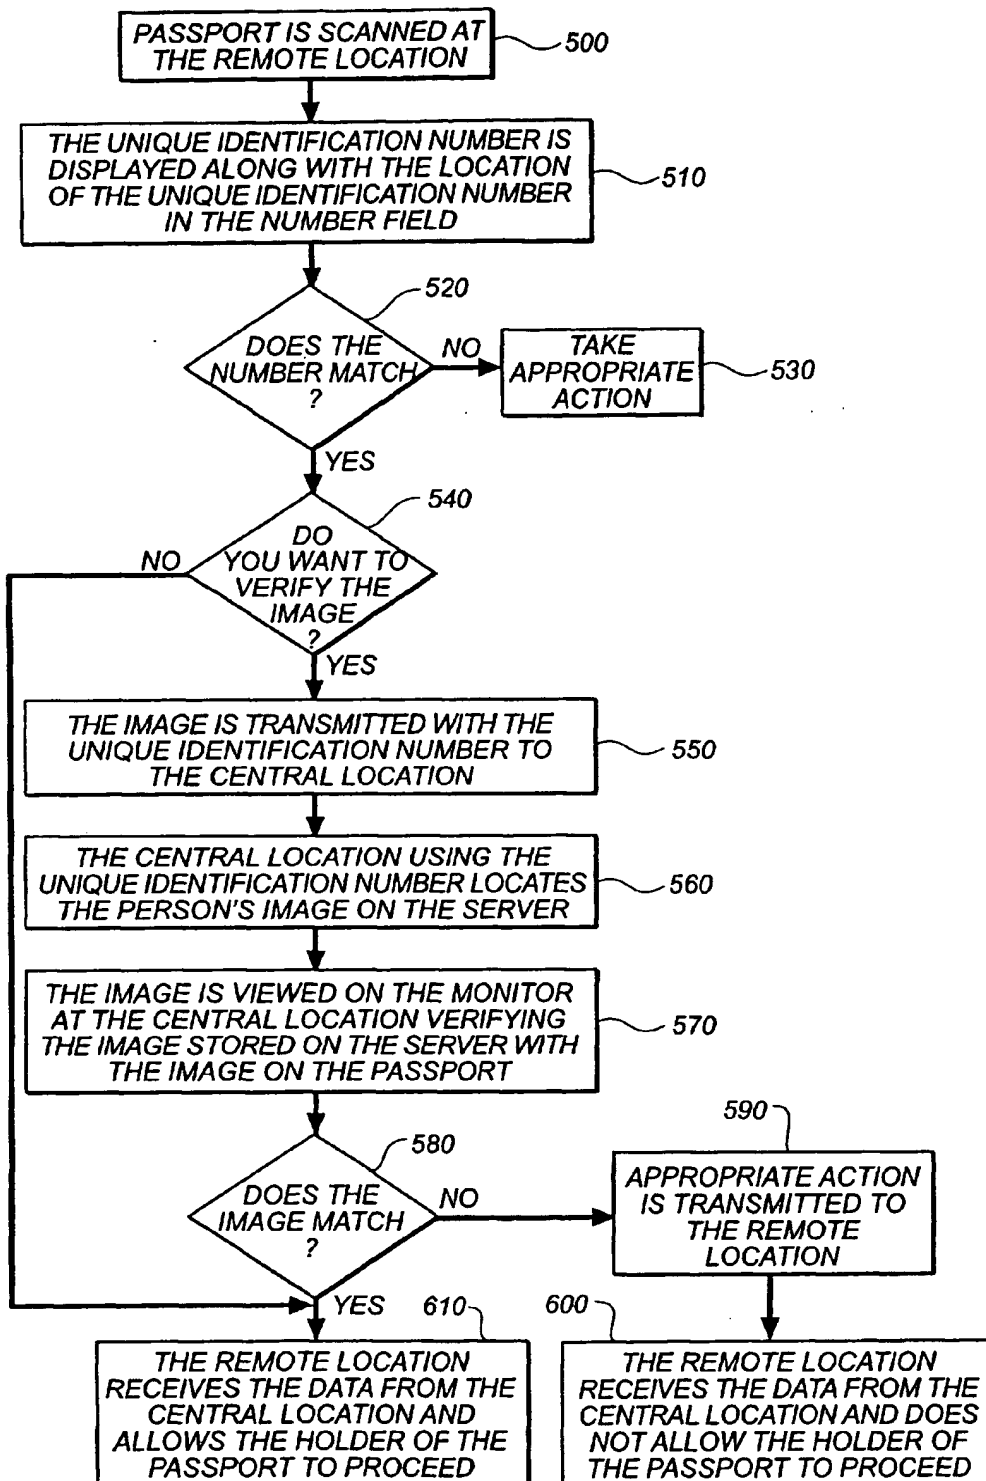 PASSPORT IS SCANNED AT
THE REMOTE LOCATION
500
THE UNIQUE IDENTIFICATION NUMBER IS
DISPLAYED ALONG WITH THE LOCATION
OF THE UNIQUE IDENTIFICATION NUMBER
IN THE NUMBER FIELD
510
520
DOES THE
NUMBER MATCH
?
NO
TAKE
APPROPRIATE
ACTION
530
YES
540
DO
YOU WANT TO
VERIFY THE
IMAGE
?
NO
YES
THE IMAGE IS TRANSMITTED WITH THE
UNIQUE IDENTIFICATION NUMBER TO
THE CENTRAL LOCATION
550
THE CENTRAL LOCATION USING THE
UNIQUE IDENTIFICATION NUMBER LOCATES
THE PERSON'S IMAGE ON THE SERVER
560
THE IMAGE IS VIEWED ON THE MONITOR
AT THE CENTRAL LOCATION VERIFYING
THE IMAGE STORED ON THE SERVER WITH
THE IMAGE ON THE PASSPORT
570
580
DOES THE
IMAGE MATCH
?
NO
590
APPROPRIATE ACTION
IS TRANSMITTED TO
THE REMOTE
LOCATION
YES
610
THE REMOTE LOCATION
RECEIVES THE DATA FROM THE
CENTRAL LOCATION AND
ALLOWS THE HOLDER OF THE
PASSPORT TO PROCEED
600
THE REMOTE LOCATION
RECEIVES THE DATA FROM THE
CENTRAL LOCATION AND DOES
NOT ALLOW THE HOLDER OF
THE PASSPORT TO PROCEED